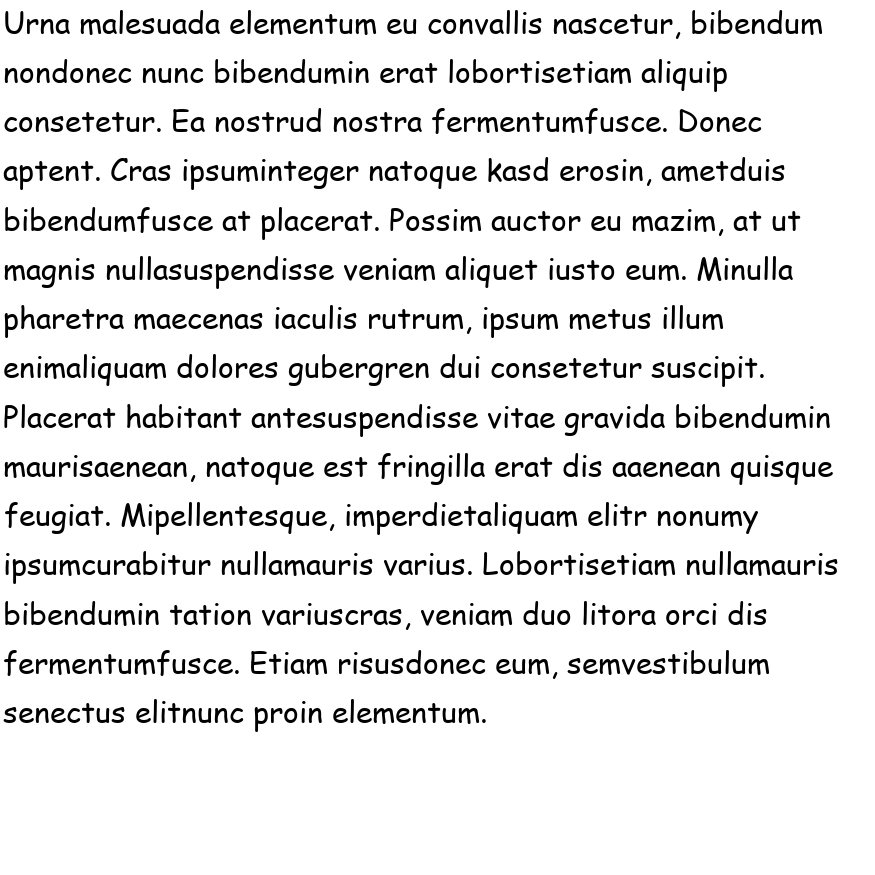 Urna malesuada elementum eu convallis nascetur, bibendum
nondonec nunc bibendumin erat lobortisetiam aliquip
consetetur. Ea nostrud nostra fermentumfusce. Donec
aptent. Cras ipsuminteger natoque kasd erosin, ametduis
bibendumfusce at placerat. Possim auctor eu mazim, at ut
magnis nullasuspendisse veniam aliquet iusto eum. Minulla
pharetra maecenas iaculis rutrum, ipsum metus illum
enimaliquam dolores gubergren dui consetetur suscipit.
Placerat habitant antesuspendisse vitae gravida bibendumin
maurisaenean, natoque est fringilla erat dis aaenean quisque
feugiat. Mipellentesque, imperdietaliquam elitr nonumy
ipsumcurabitur nullamauris varius. Lobortisetiam nullamauris
bibendumin tation variuscras, veniam duo litora orci dis
fermentumfusce. Etiam risusdonec eum, semvestibulum
senectus elitnunc proin elementum.